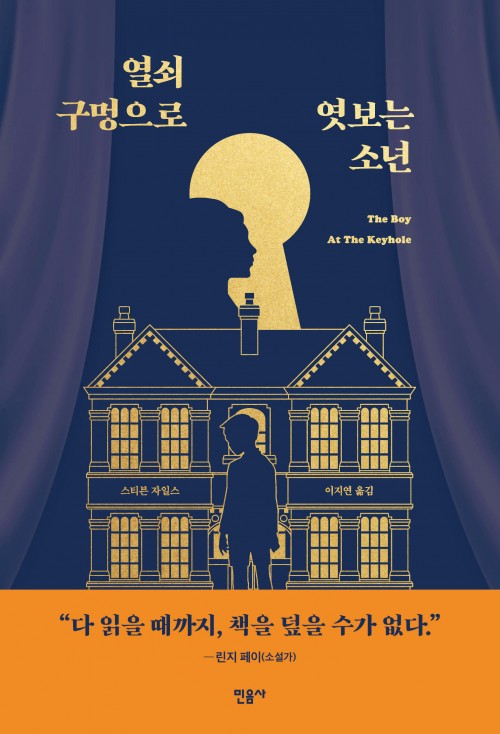 열쇠
구멍으로
엿보는
소년
The Boy
At The Keyhole
스티븐 자일스
이지연 옮김
“다 읽을 때까지, 책을 덮을 수가 없다.”
—린지 페이(소설가)
민음사